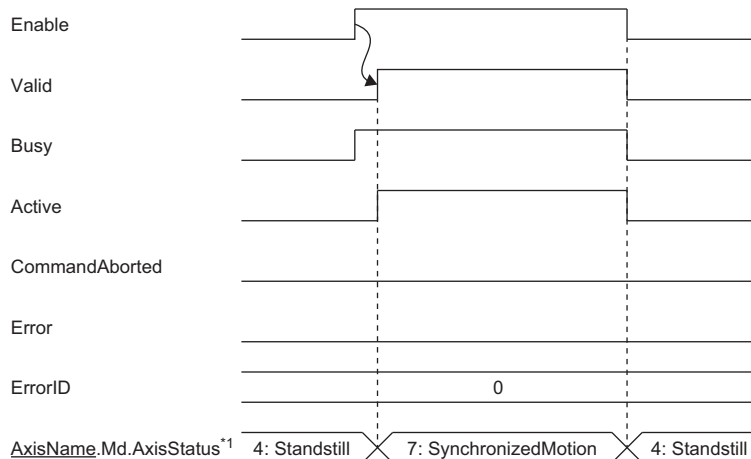 Enable
Valid
Busy
Active
CommandAborted
Error
ErrorID 0
AxisName.Md.AxisStatus*1 4: Standstill 7: SynchronizedMotion 4: Standstill